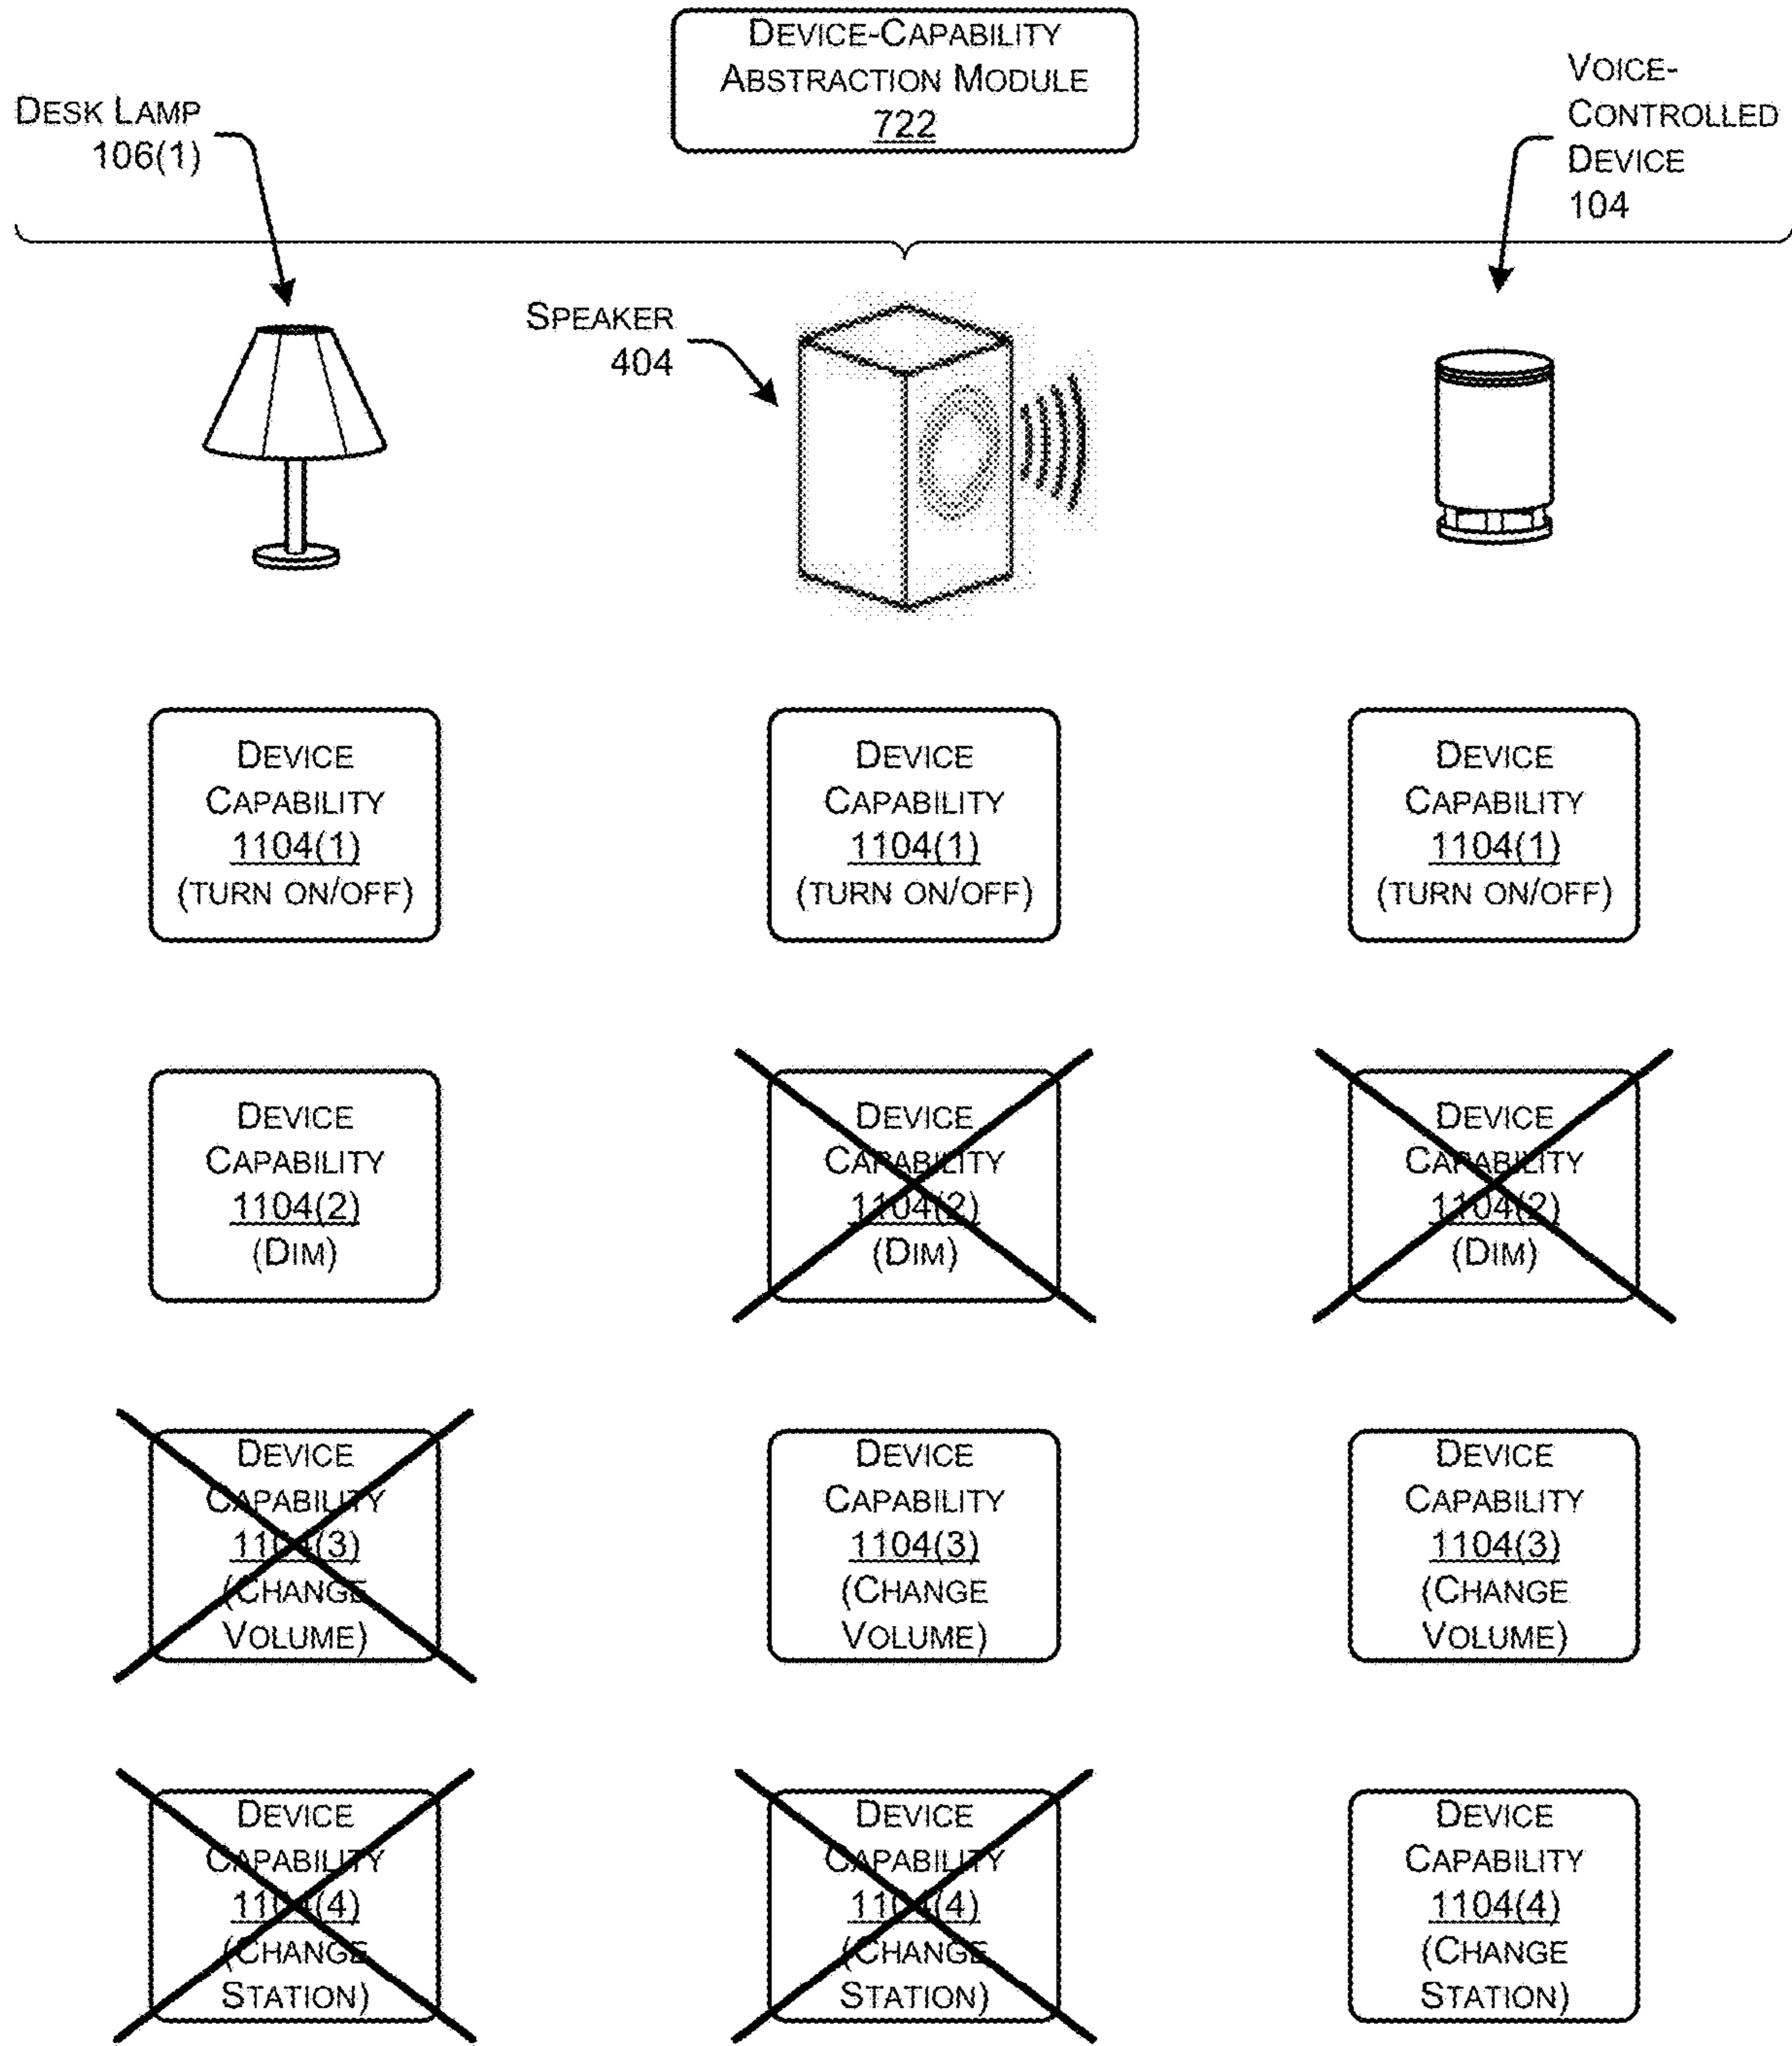 DEVICE-CAPABILITY
ABSTRACTION MODULE
722
DESK LAMP
106(1)
VOICE-
CONTROLLED
DEVICE
104
SPEAKER
404
DEVICE
CAPABILITY
1104(1)
(TURN ON/OFF)
DEVICE
CAPABILITY
1104(1)
(TURN ON/OFF)
DEVICE
CAPABILITY
1104(1)
(TURN ON/OFF)
DEVICE
CAPABILITY
1104(2)
(DIM)
DEVICE
CAPABILITY
1104(2)
(DIM)
DEVICE
CAPABILITY
1104(2)
(DIM)
DEVICE
CAPABILITY
1104(3)
(CHANGE
VOLUME)
DEVICE
CAPABILITY
1104(3)
(CHANGE
VOLUME)
DEVICE
CAPABILITY
1104(3)
(CHANGE
VOLUME)
DEVICE
CAPABILITY
1104(4)
(CHANGE
STATION)
DEVICE
CAPABILITY
1104(4)
(CHANGE
STATION)
DEVICE
CAPABILITY
1104(4)
(CHANGE
STATION)